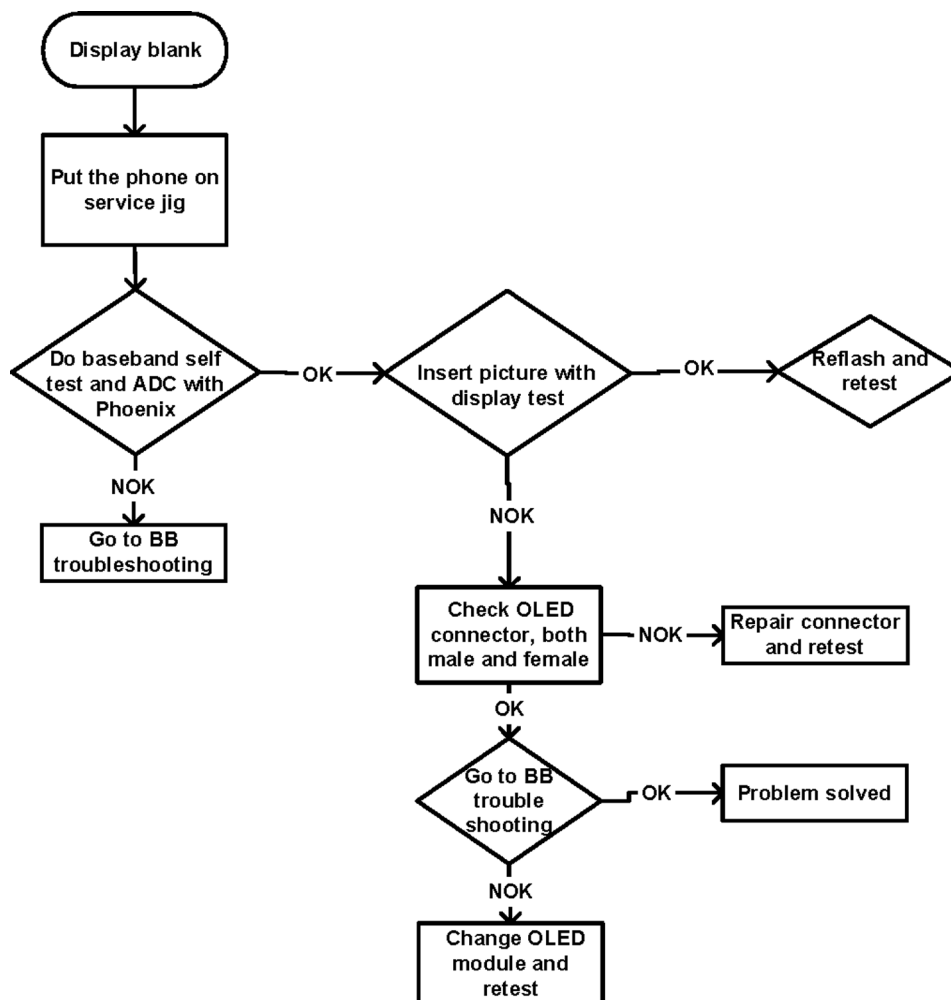 Display blank
Put the phone on
service jig
Do baseband self
test and ADC with
Phoenix
OK
Insert picture with
display test
OK
Reflash and
retest
NOK
Go to BB
troubleshooting
NOK
Check OLED
connector, both
male and female
NOK
Repair connector
and retest
OK
Go to BB
trouble
shooting
OK
Problem solved
NOK
Change OLED
module and
retest